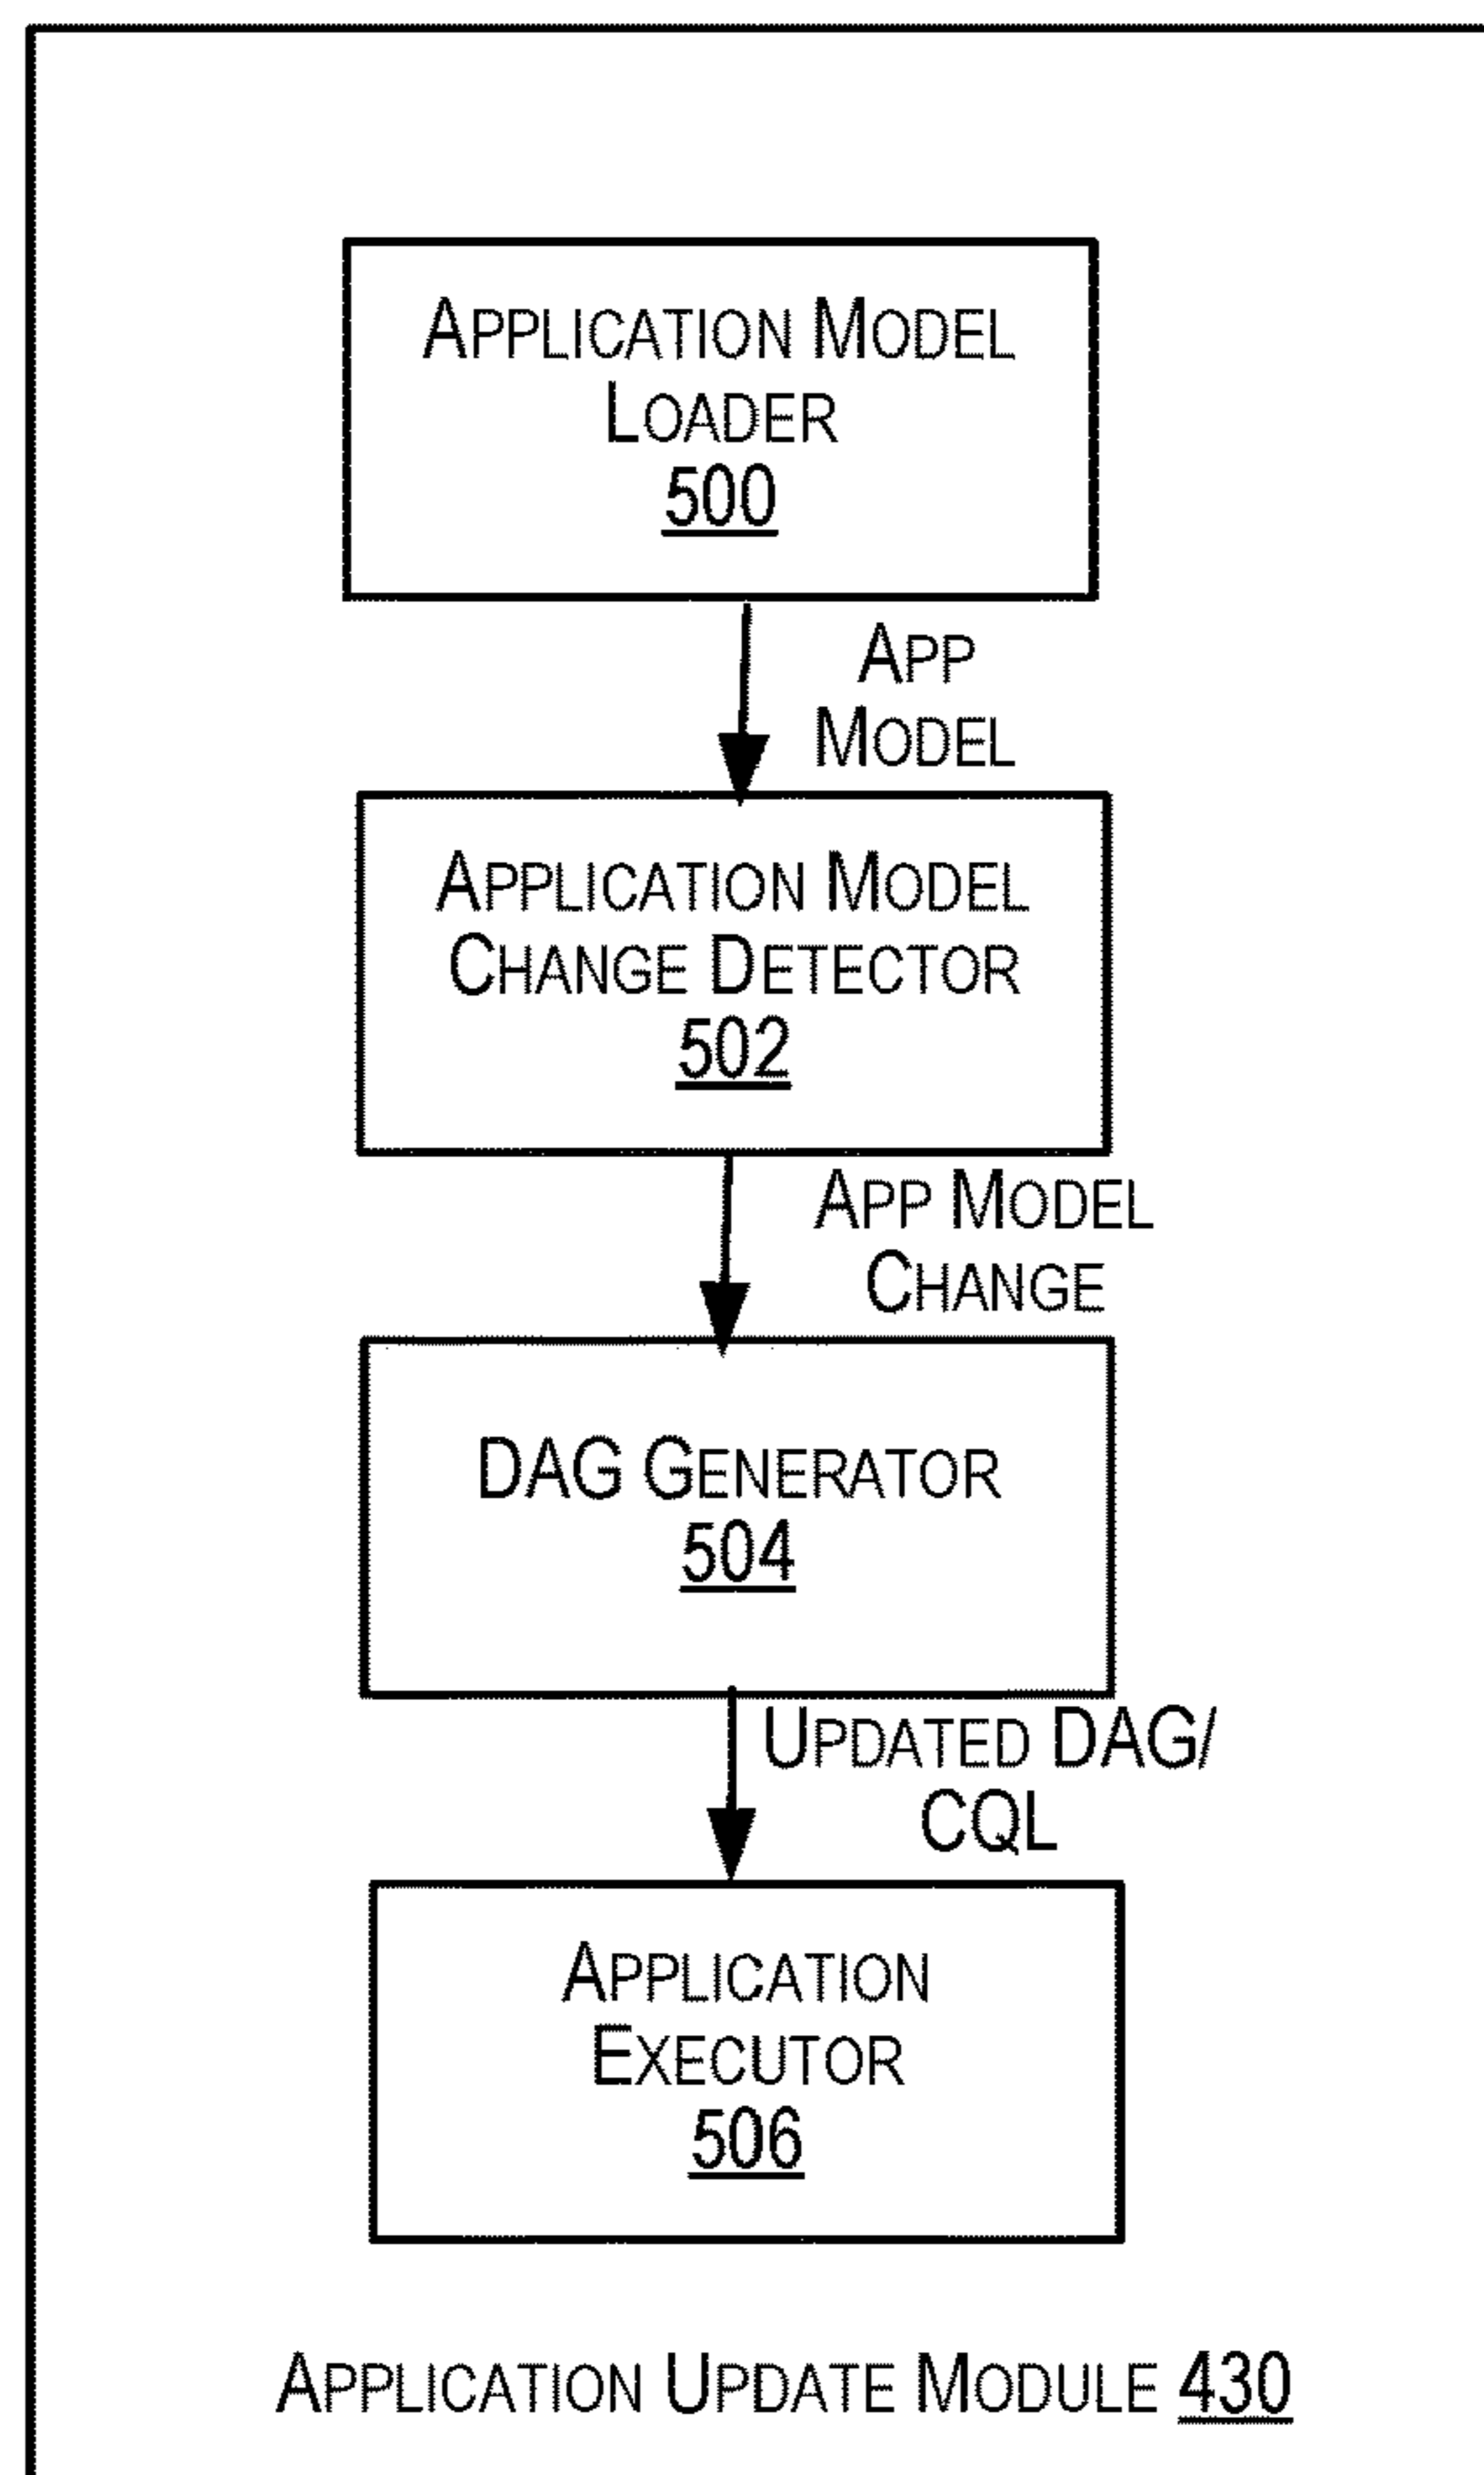 APPLICATION MODEL
LOADER
500
APP
MODEL
APPLICATION MODEL
CHANGE DETECTOR
502
APP MODEL
CHANGE
DAG GENERATOR
504
UPDATED DAG/
CQL
APPLICATION
EXECUTOR
506
APPLICATION UPDATE MODULE 430